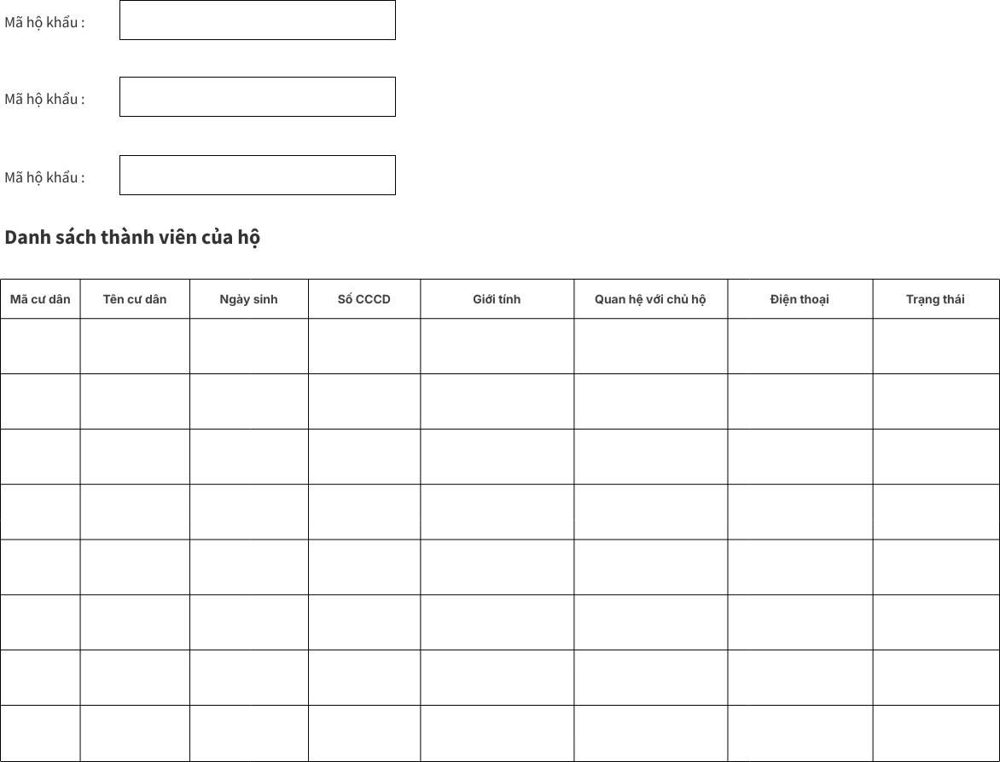 Mã hộ khẩu :
Mã hộ khẩu :
Mã hộ khẩu :
Danh sách thành viên của hộ
Mã cư dân Tên cư dân Ngày sinh Số CCCD Giới tính Quan hệ với chủ hộ Điện thoại Trạng thái